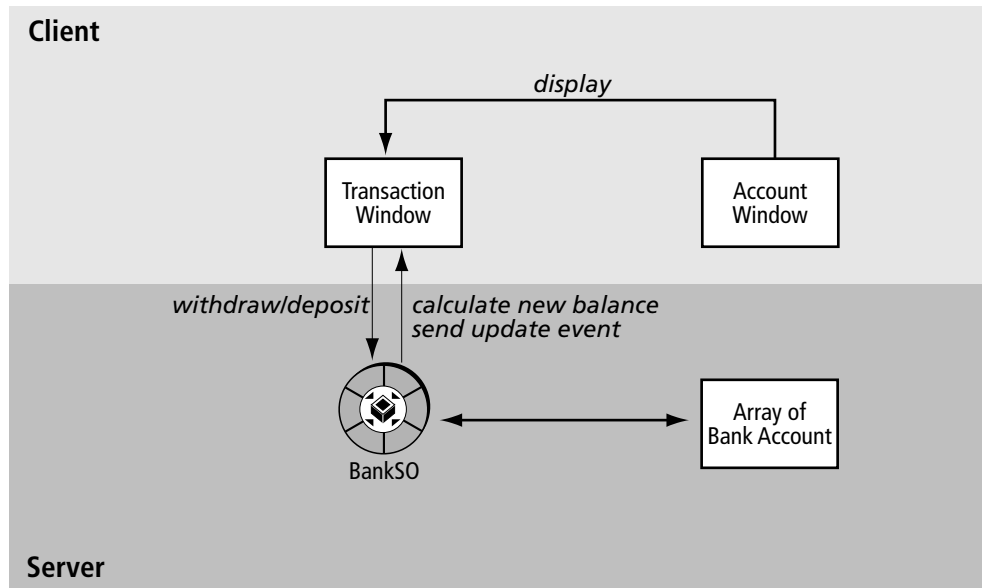 Client
display
Transaction
Window
Account
Window
withdraw/deposit
calculate new balance
send update event
BankSO
Array of
Bank Account
Server